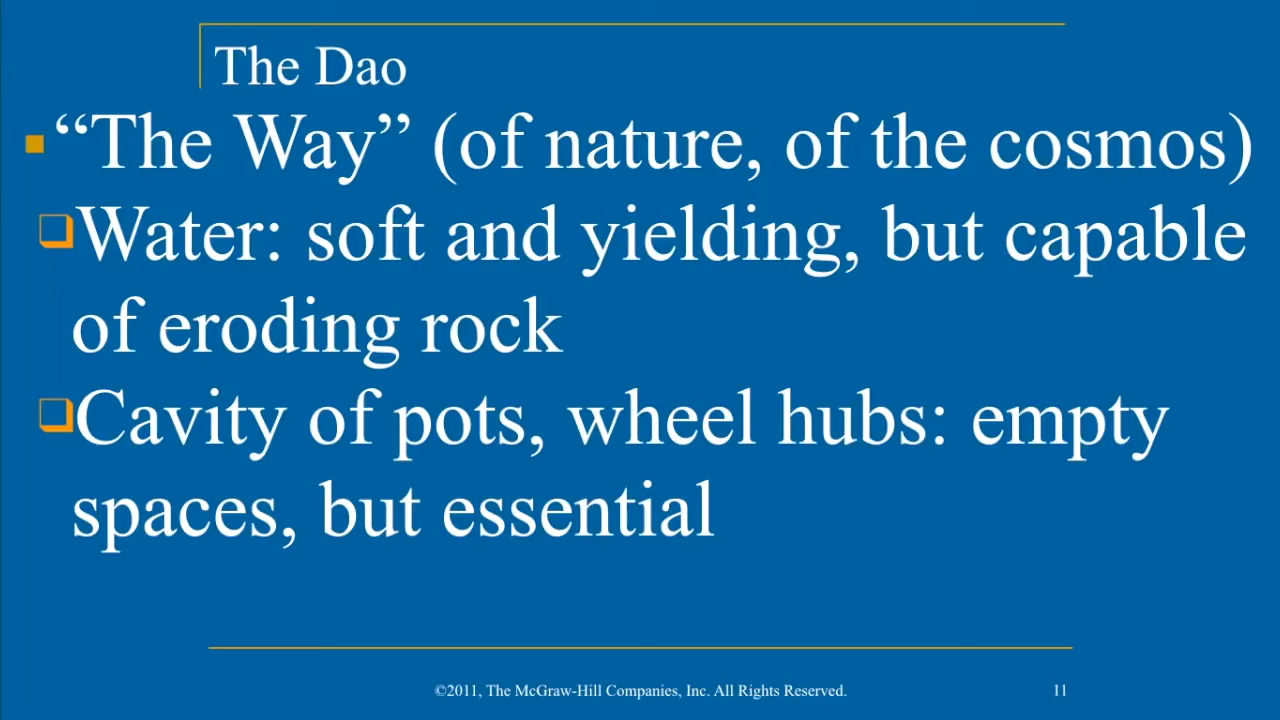 The Dao
“The Way” (of nature, of the cosmos)
Water: soft and yielding, but capable
of eroding rock
Cavity of pots, wheel hubs: empty
spaces, but essential
©2011, The McGraw-Hill Companies, Inc. All Rights Reserved.
11